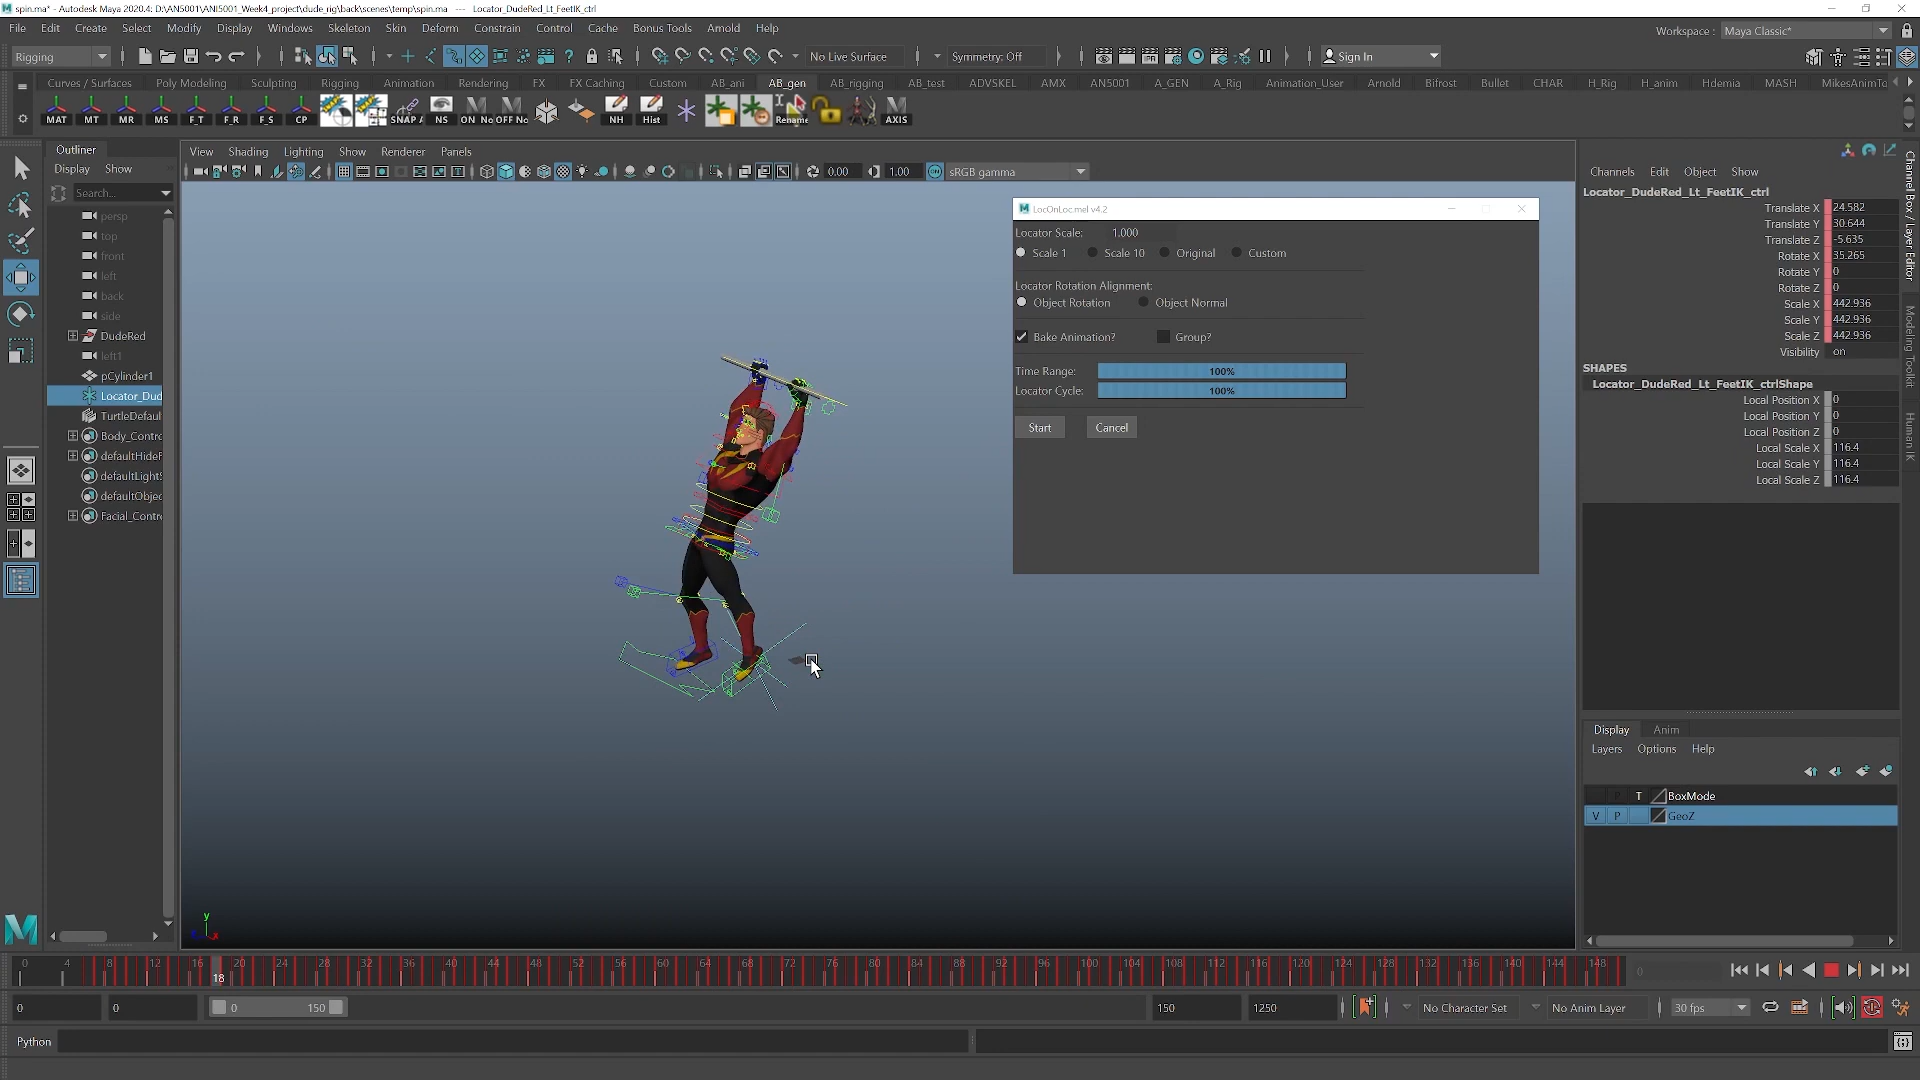 spin.ma* - Autodesk Maya 2020.4: D:\AN5001\ANI5001_Week4_project\dude_rig\back\scenes\temp\spin.ma --- Locator_DudeRed_Lt_FeetIK_ctrl
File Edit Create Select Modify Display Windows Skeleton Skin Deform Constrain Control Cache Bonus Tools Arnold Help
Workspace : Maya Classic*
Rigging
No Live Surface
Symmetry: Off
Sign In
Curves / Surfaces Poly Modeling Sculpting Rigging Animation Rendering FX FX Caching Custom AB_ani AB_gen AB_rigging AB_test ADVSKEL AMX AN5001 A_GEN A_Rig Animation_User Arnold Bifrost Bullet CHAR H_Rig H_anim Hdemia MASH MikesAnimTo
MAT MT MR MS F_T F_R F_S CP SNAP NS ON OFF NH Hist Rename AXIS
Outliner
Display Show
Search...
persp
top
front
left
back
side
DudeRed
left1
pCylinder1
Locator_Dud
TurtleDefaul
Body_Contro
defaultHideF
defaultLight
defaultObjec
Facial_Contr
View Shading Lighting Show Renderer Panels
0.00 1.00 ON sRGB gamma
LocOnLoc.mel v4.2
Locator Scale: 1.000
Scale 1 Scale 10 Original Custom
Locator Rotation Alignment:
Object Rotation Object Normal
Bake Animation? Group?
Time Range: 100%
Locator Cycle: 100%
Start Cancel
y
x
Channels Edit Object Show
Locator_DudeRed_Lt_FeetIK_ctrl
Translate X 24.582
Translate Y 30.644
Translate Z -5.635
Rotate X 35.265
Rotate Y 0
Rotate Z 0
Scale X 442.936
Scale Y 442.936
Scale Z 442.936
Visibility on
SHAPES
Locator_DudeRed_Lt_FeetIK_ctrlShape
Local Position X 0
Local Position Y 0
Local Position Z 0
Local Scale X 116.4
Local Scale Y 116.4
Local Scale Z 116.4
Channel Box / Layer Editor
Modeling Toolkit
Human IK
Display Anim
Layers Options Help
P T BoxMode
V P GeoZ
0 4 8 12 16 20 24 28 32 36 40 44 48 52 56 60 64 68 72 76 80 84 88 92 96 100 104 108 112 116 120 124 128 132 136 140 144 148
18
0
0 0 0 150 150 1250 No Character Set No Anim Layer 30 fps
Python